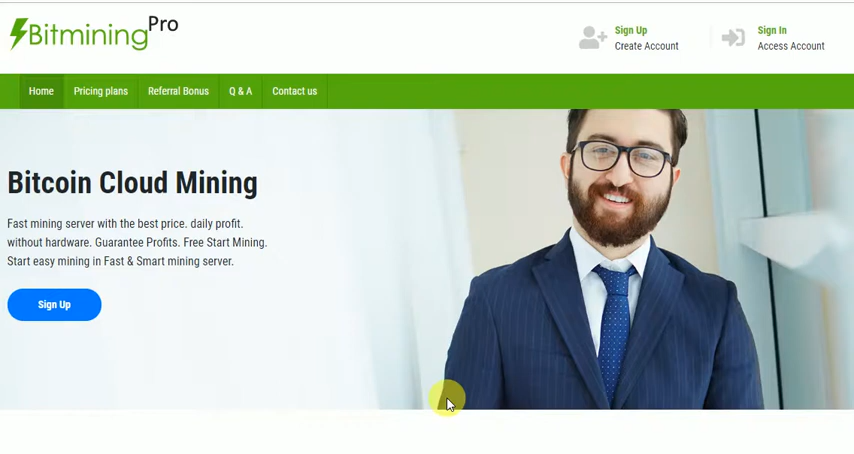 Bitmining Pro
Sign Up
Create Account
Sign In
Access Account
Home
Pricing plans
Referral Bonus
Q & A
Contact us
Bitcoin Cloud Mining
Fast mining server with the best price. daily profit.
without hardware. Guarantee Profits. Free Start Mining.
Start easy mining in Fast & Smart mining server.
Sign Up